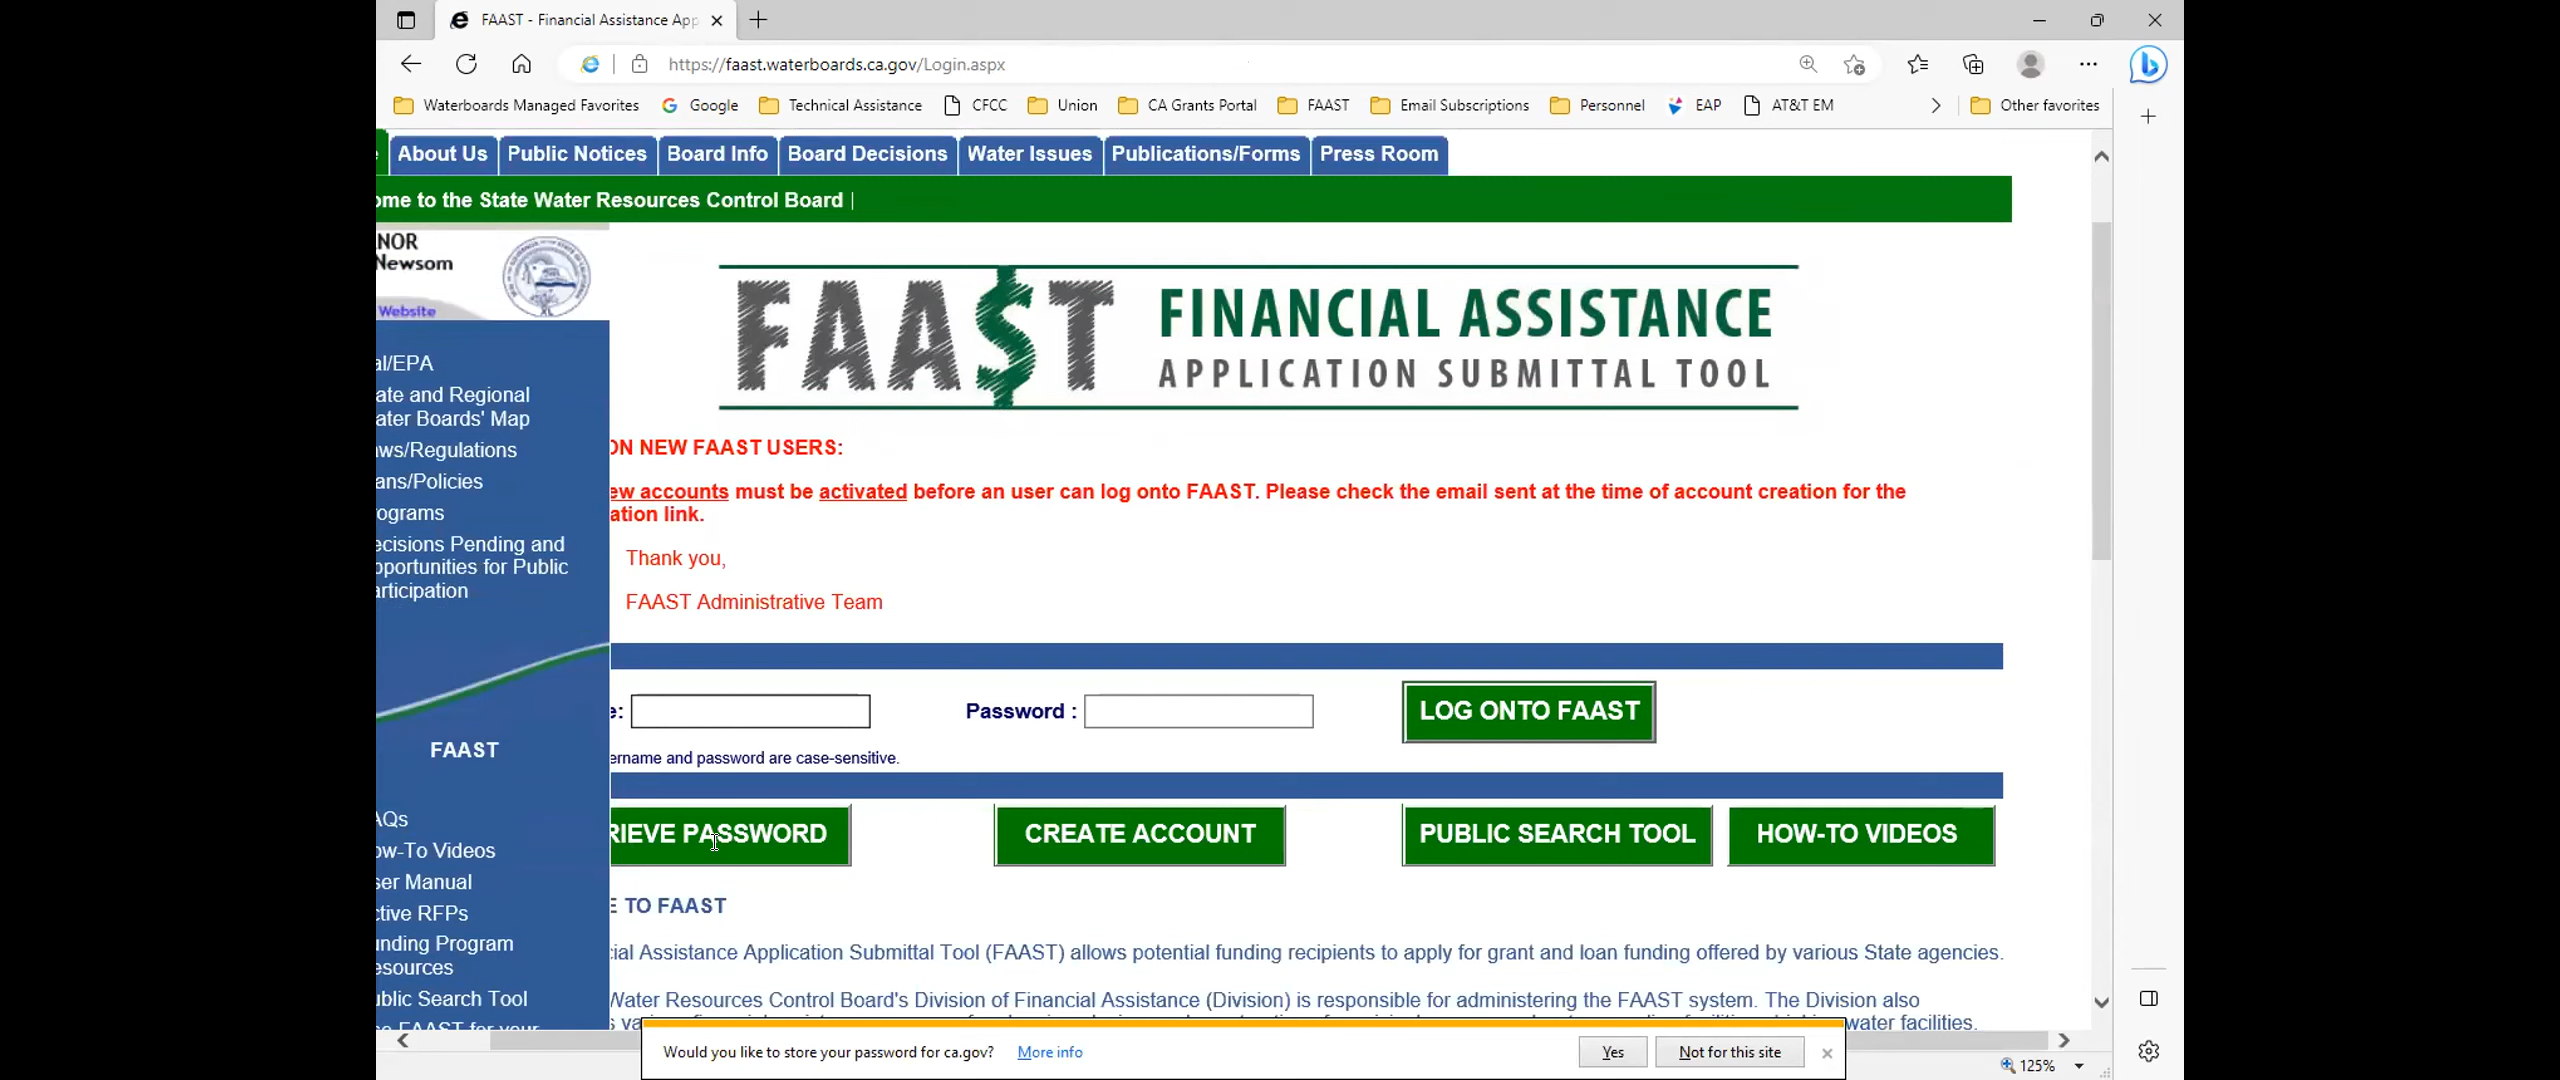 FAAST - Financial Assistance App
https://faast.waterboards.ca.gov/Login.aspx
Waterboards Managed Favorites Google Technical Assistance CFCC Union CA Grants Portal FAAST Email Subscriptions Personnel EAP AT&T EM Other favorites
e About Us Public Notices Board Info Board Decisions Water Issues Publications/Forms Press Room
ome to the State Water Resources Control Board |
NOR
Newsom
Website
FAA$T FINANCIAL ASSISTANCE
APPLICATION SUBMITTAL TOOL
al/EPA
ate and Regional
ater Boards' Map
aws/Regulations
ans/Policies
ograms
ecisions Pending and
pportunities for Public
articipation
FAAST
AQs
ow-To Videos
ser Manual
ctive RFPs
unding Program
esources
ublic Search Tool
ON NEW FAAST USERS:
ew accounts must be activated before an user can log onto FAAST. Please check the email sent at the time of account creation for the
ation link.
Thank you,
FAAST Administrative Team
e: Password : LOG ONTO FAAST
ername and password are case-sensitive.
RIEVE PASSWORD CREATE ACCOUNT PUBLIC SEARCH TOOL HOW-TO VIDEOS
E TO FAAST
cial Assistance Application Submittal Tool (FAAST) allows potential funding recipients to apply for grant and loan funding offered by various State agencies.
Water Resources Control Board's Division of Financial Assistance (Division) is responsible for administering the FAAST system. The Division also
water facilities.
Would you like to store your password for ca.gov? More info Yes Not for this site
125%